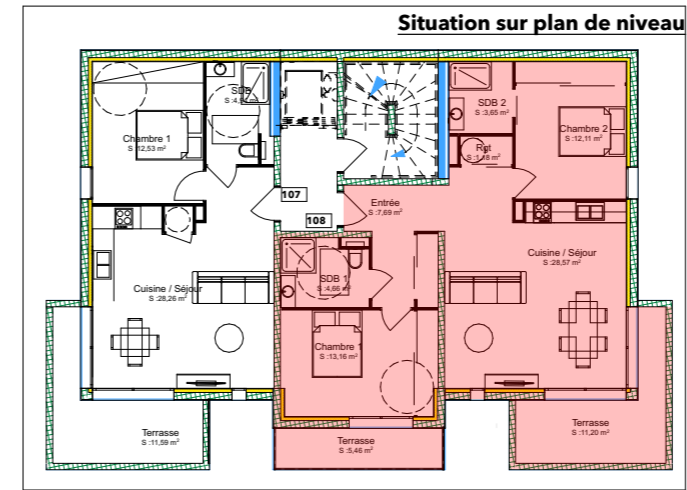 Situation sur plan de niveau
SDB
Chambre 1
S :12,53 m²
SDB 2
S :3,65 m²
Chambre 2
S :12,11 m²
Rgt
S :1,18 m²
107
108
Entrée
S :7,69 m²
Cuisine / Séjour
S :28,57 m²
SDB 1
S :4,66 m²
Cuisine / Séjour
S :28,26 m²
Chambre 1
S :13,16 m²
Terrasse
S :11,59 m²
Terrasse
S :5,46 m²
Terrasse
S :11,20 m²